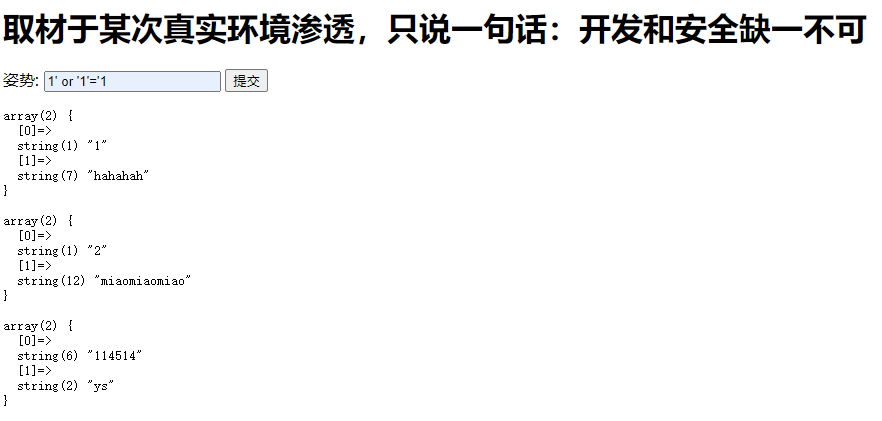 取材于某次真实环境渗透，只说一句话：开发和安全缺一不可
姿势: 1' or '1'='1 提交
array(2) {
  [0]=>
  string(1) "1"
  [1]=>
  string(7) "hahahah"
}
array(2) {
  [0]=>
  string(1) "2"
  [1]=>
  string(12) "miaomiaomiao"
}
array(2) {
  [0]=>
  string(6) "114514"
  [1]=>
  string(2) "ys"
}